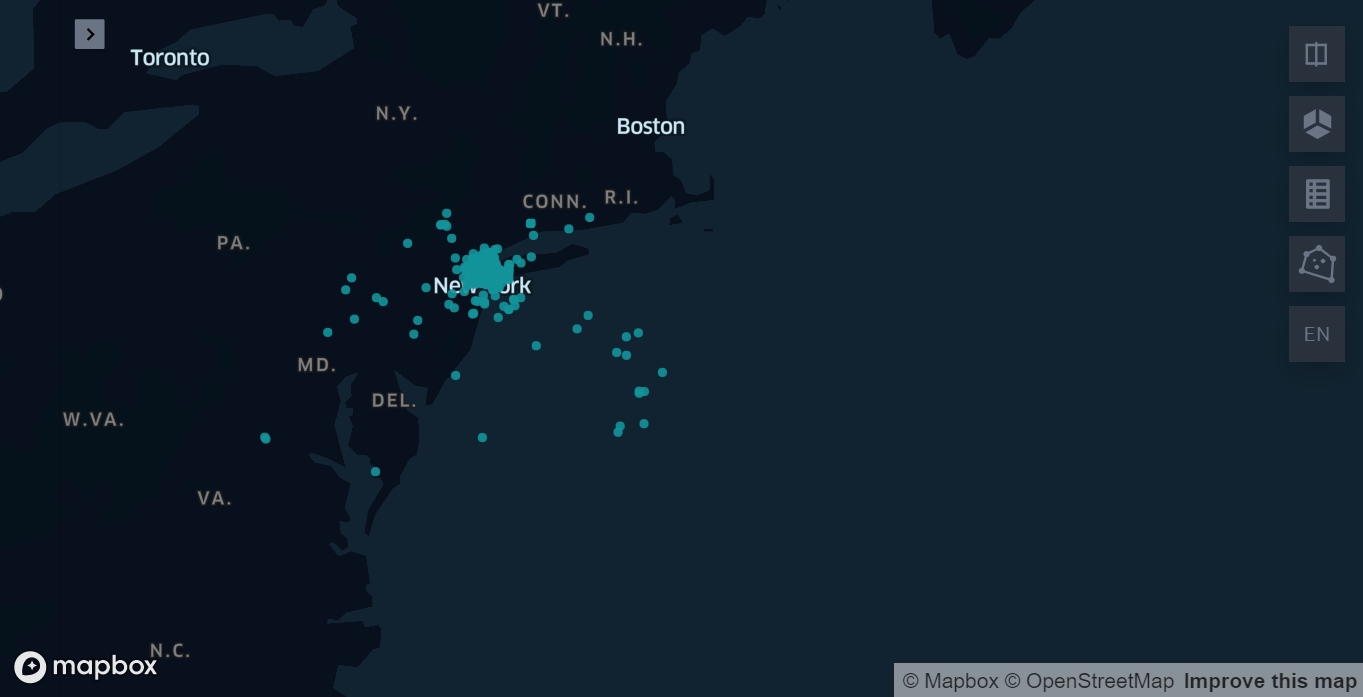 VT.
N.H.
Toronto
N.Y.
Boston
CONN.
R.I.
PA.
New York
EN
MD.
DEL.
W.VA.
VA.
N.C.
mapbox
© Mapbox © OpenStreetMap Improve this map